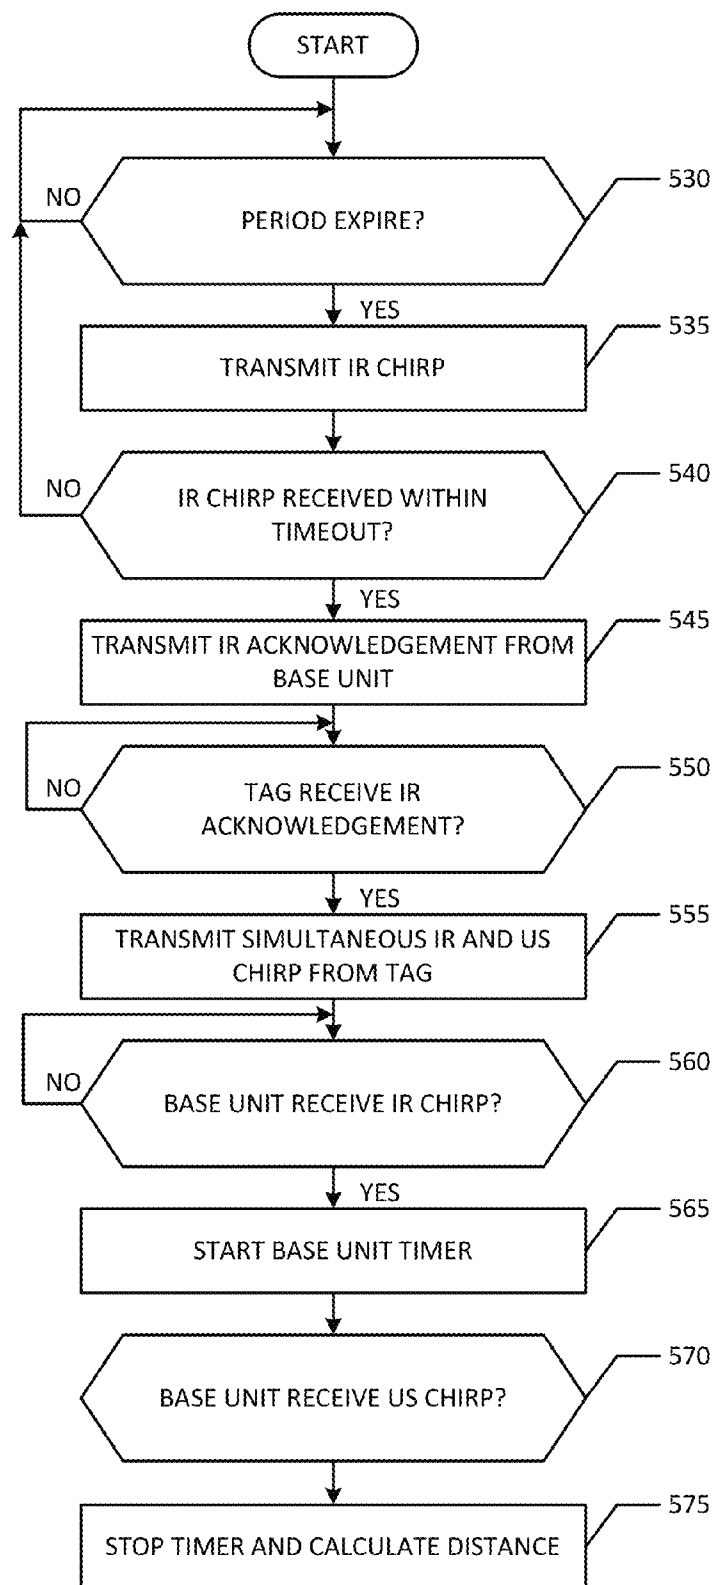 START
NO
PERIOD EXPIRE?
530
YES
535
TRANSMIT IR CHIRP
NO
IR CHIRP RECEIVED WITHIN
TIMEOUT?
540
YES
545
TRANSMIT IR ACKNOWLEDGEMENT FROM
BASE UNIT
NO
TAG RECEIVE IR
ACKNOWLEDGEMENT?
550
YES
555
TRANSMIT SIMULTANEOUS IR AND US
CHIRP FROM TAG
NO
BASE UNIT RECEIVE IR CHIRP?
560
YES
565
START BASE UNIT TIMER
570
BASE UNIT RECEIVE US CHIRP?
575
STOP TIMER AND CALCULATE DISTANCE